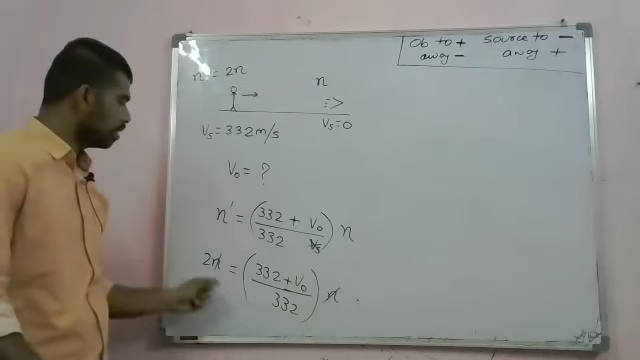 Ob to + Source to -
away - away +
n' = 2n
n
Vs = 332 m/s
Vs = 0
V₀ = ?
n' = (332 + V₀ / 332 Vs) n
2n = (332 + V₀ / 332) n .